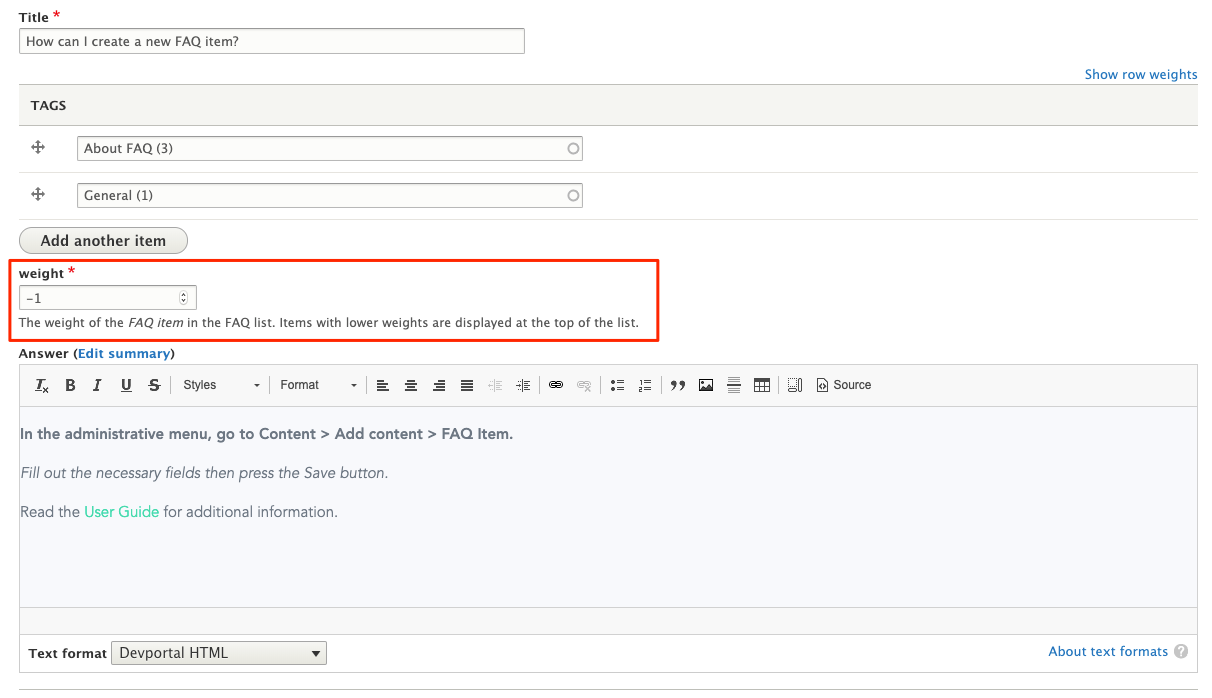 Title *
How can I create a new FAQ item?
Show row weights
TAGS
About FAQ (3)
General (1)
Add another item
weight *
-1
The weight of the FAQ item in the FAQ list. Items with lower weights are displayed at the top of the list.
Answer (Edit summary)
Styles Format Source
In the administrative menu, go to Content > Add content > FAQ Item.
Fill out the necessary fields then press the Save button.
Read the User Guide for additional information.
Text format Devportal HTML About text formats ?